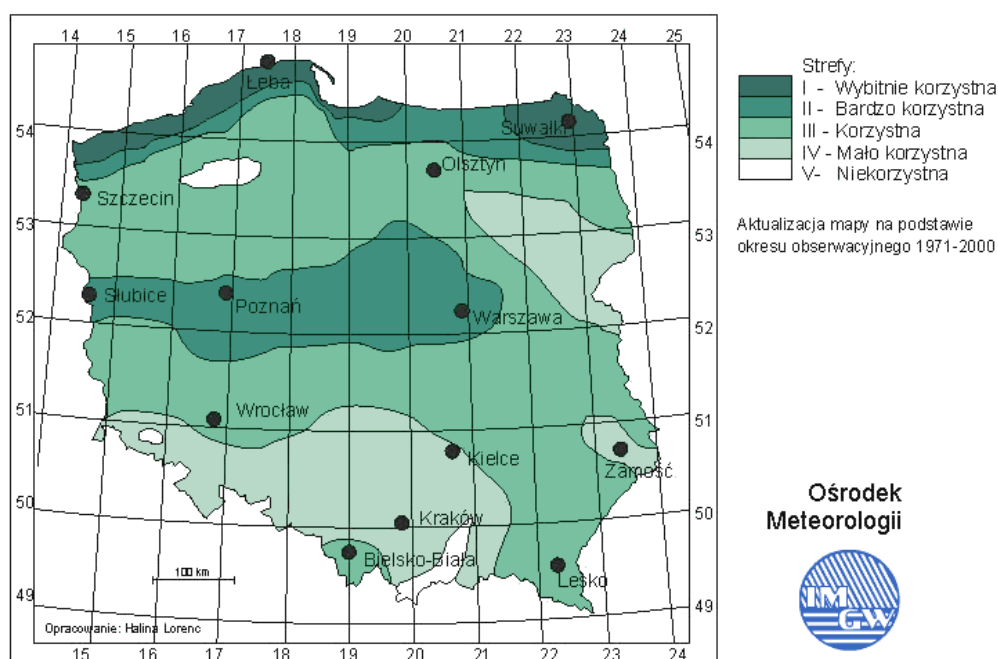 14 15 16 17 18 19 20 21 22 23 24 25
Strefy:
I - Wybitnie korzystna
II - Bardzo korzystna
III - Korzystna
IV - Mało korzystna
V- Niekorzystna
Łeba
Suwałki
54
54
Olsztyn
Szczecin
Aktualizacja mapy na podstawie
okresu obserwacyjnego 1971-2000
53
53
Słubice
Poznań
Warszawa
52
52
Wrocław
51
51
Kielce
Zamość
Ośrodek
Meteorologii
50
50
Kraków
Bielsko-Biała
Lesko
100 km
49
49
IM
GW
Opracowanie: Halina Lorenc
15 16 17 18 19 20 21 22 23 24